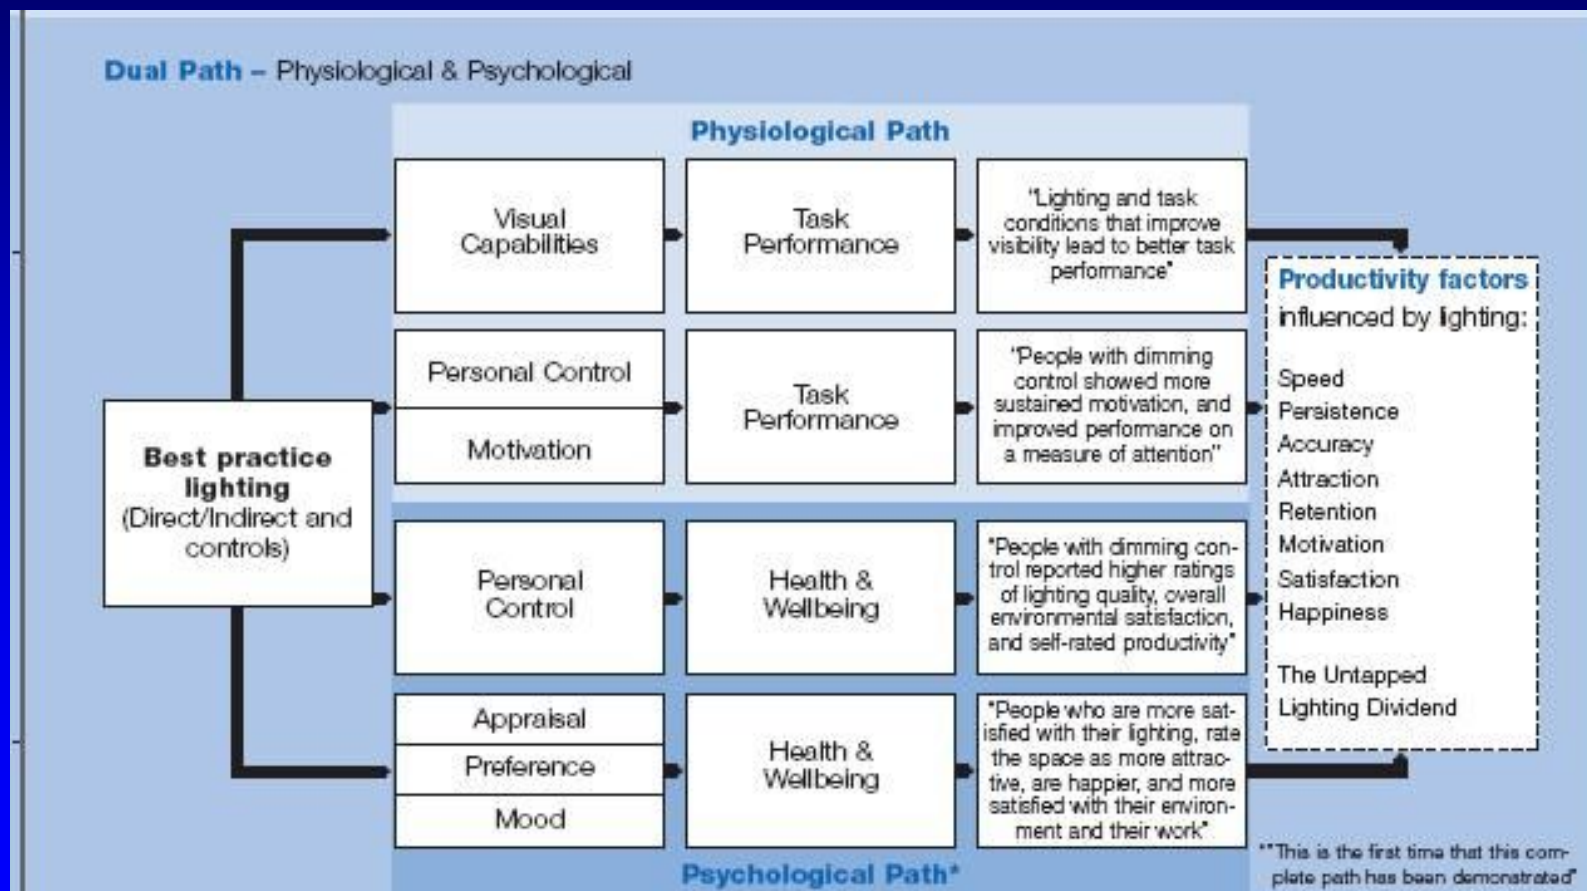 Dual Path – Physiological & Psychological
Physiological Path
Visual
Capabilities
Task
Performance
"Lighting and task
conditions that improve
visibility lead to better task
performance"
Personal Control
Motivation
Task
Performance
"People with dimming
control showed more
sustained motivation, and
improved performance on
a measure of attention"
Best practice
lighting
(Direct/Indirect and
controls)
Personal
Control
Health &
Wellbeing
"People with dimming con-
trol reported higher ratings
of lighting quality, overall
environmental satisfaction,
and self-rated productivity"
Appraisal
Preference
Mood
Health &
Wellbeing
"People who are more sat-
isfied with their lighting, rate
the space as more attrac-
tive, are happier, and more
satisfied with their environ-
ment and their work"
Psychological Path*
Productivity factors
influenced by lighting:
Speed
Persistence
Accuracy
Attraction
Retention
Motivation
Satisfaction
Happiness
The Untapped
Lighting Dividend
*"This is the first time that this com-
plete path has been demonstrated"